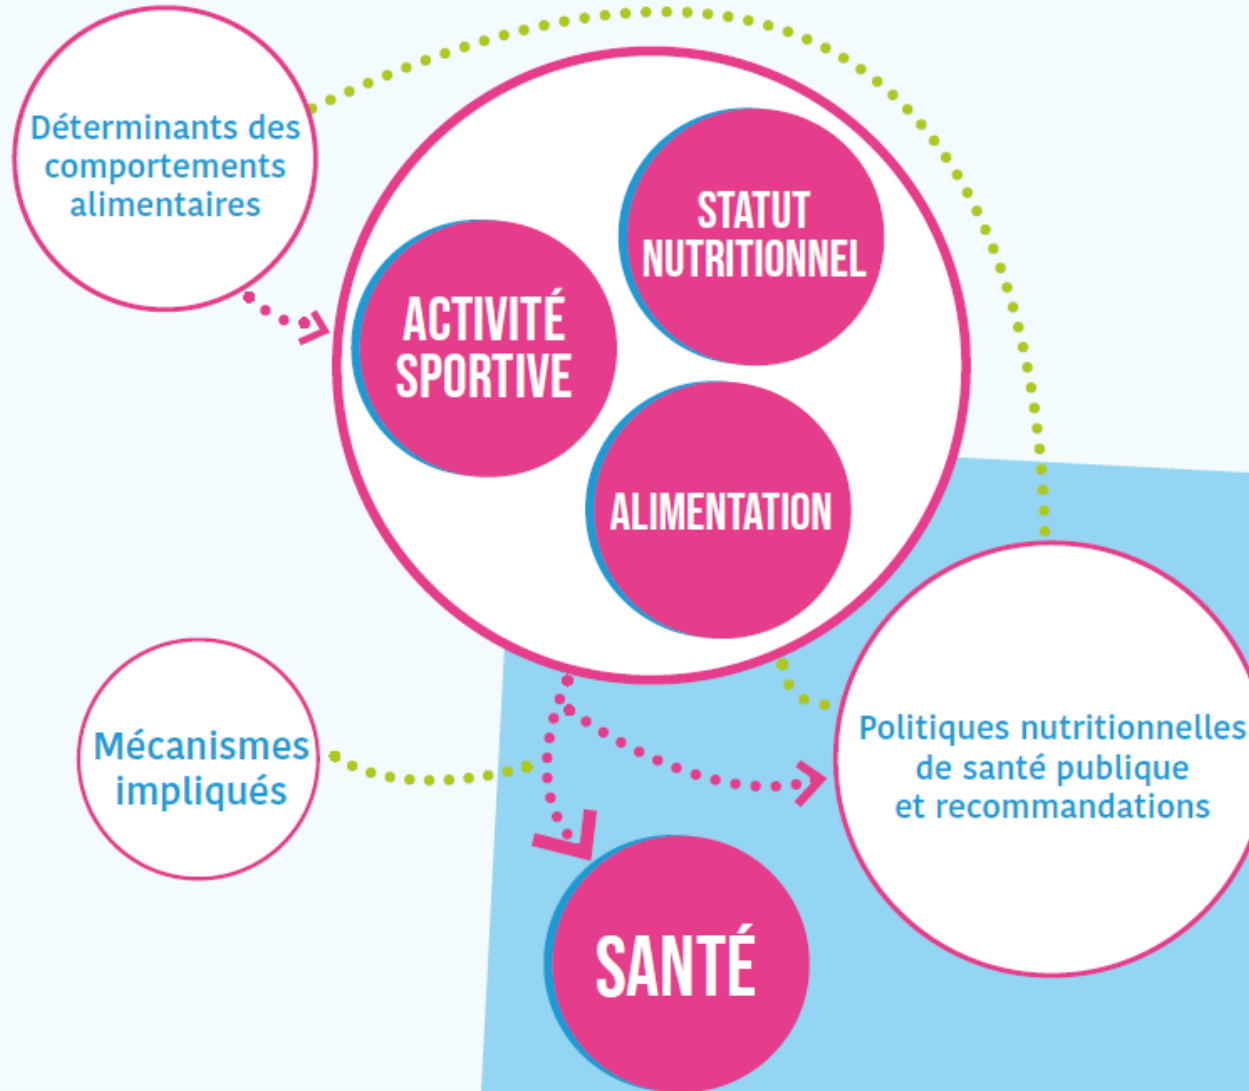 Déterminants des
comportements
alimentaires
STATUT
NUTRITIONNEL
ACTIVITÉ
SPORTIVE
ALIMENTATION
Mécanismes
impliqués
Politiques nutritionnelles
de santé publique
et recommandations
SANTÉ